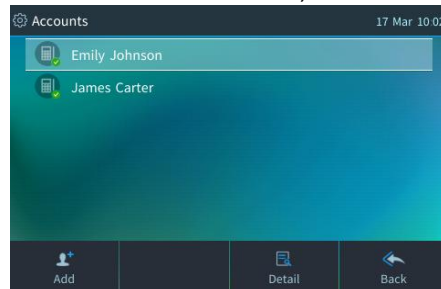 Accounts
17 Mar 10:02
Emily Johnson
James Carter
Add
Detail
Back